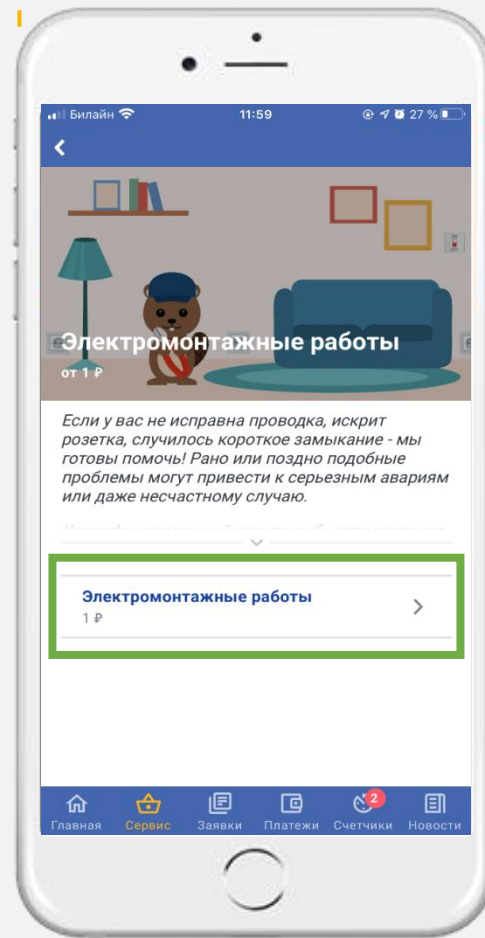 Билайн 11:59 27 %
Электромонтажные работы
от 1 ₽
Если у вас не исправна проводка, искрит
розетка, случилось короткое замыкание - мы
готовы помочь! Рано или поздно подобные
проблемы могут привести к серьезным авариям
или даже несчастному случаю.
Электромонтажные работы
1 ₽
2
Главная Сервис Заявки Платежи Счетчики Новости